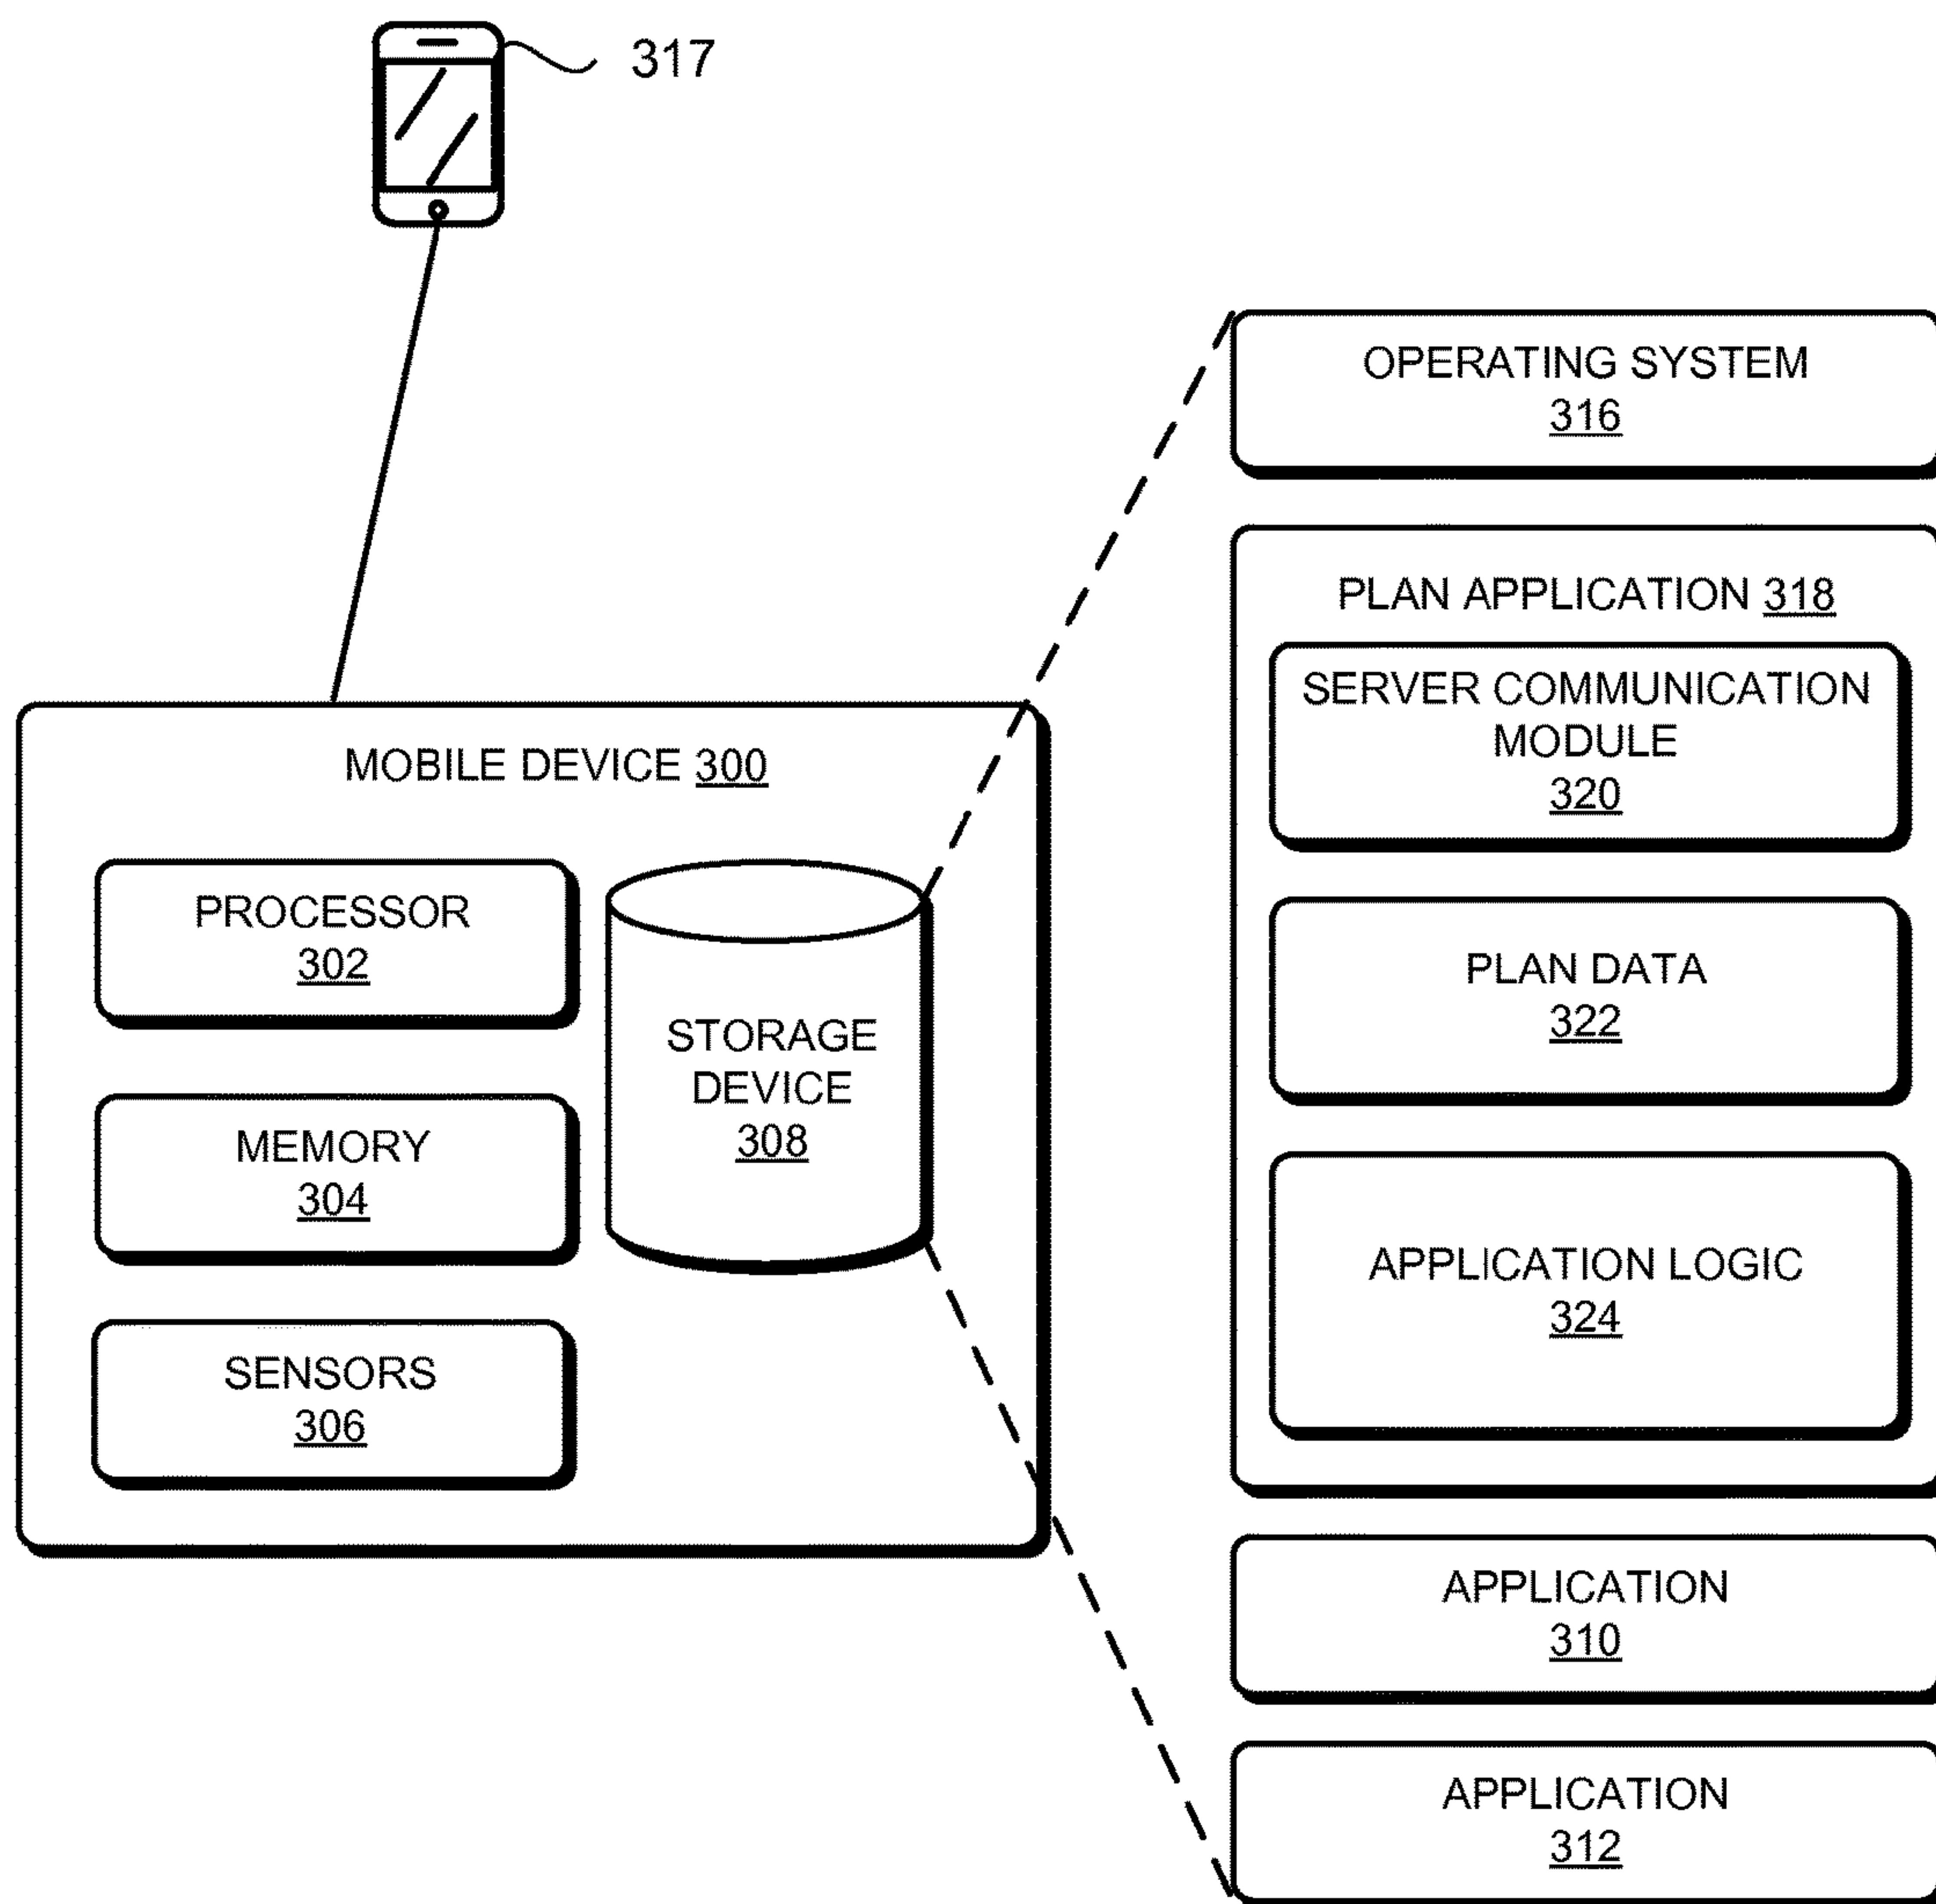 317
OPERATING SYSTEM
316
PLAN APPLICATION 318
SERVER COMMUNICATION
MODULE
320
PLAN DATA
322
APPLICATION LOGIC
324
APPLICATION
310
APPLICATION
312
MOBILE DEVICE 300
PROCESSOR
302
MEMORY
304
SENSORS
306
STORAGE
DEVICE
308